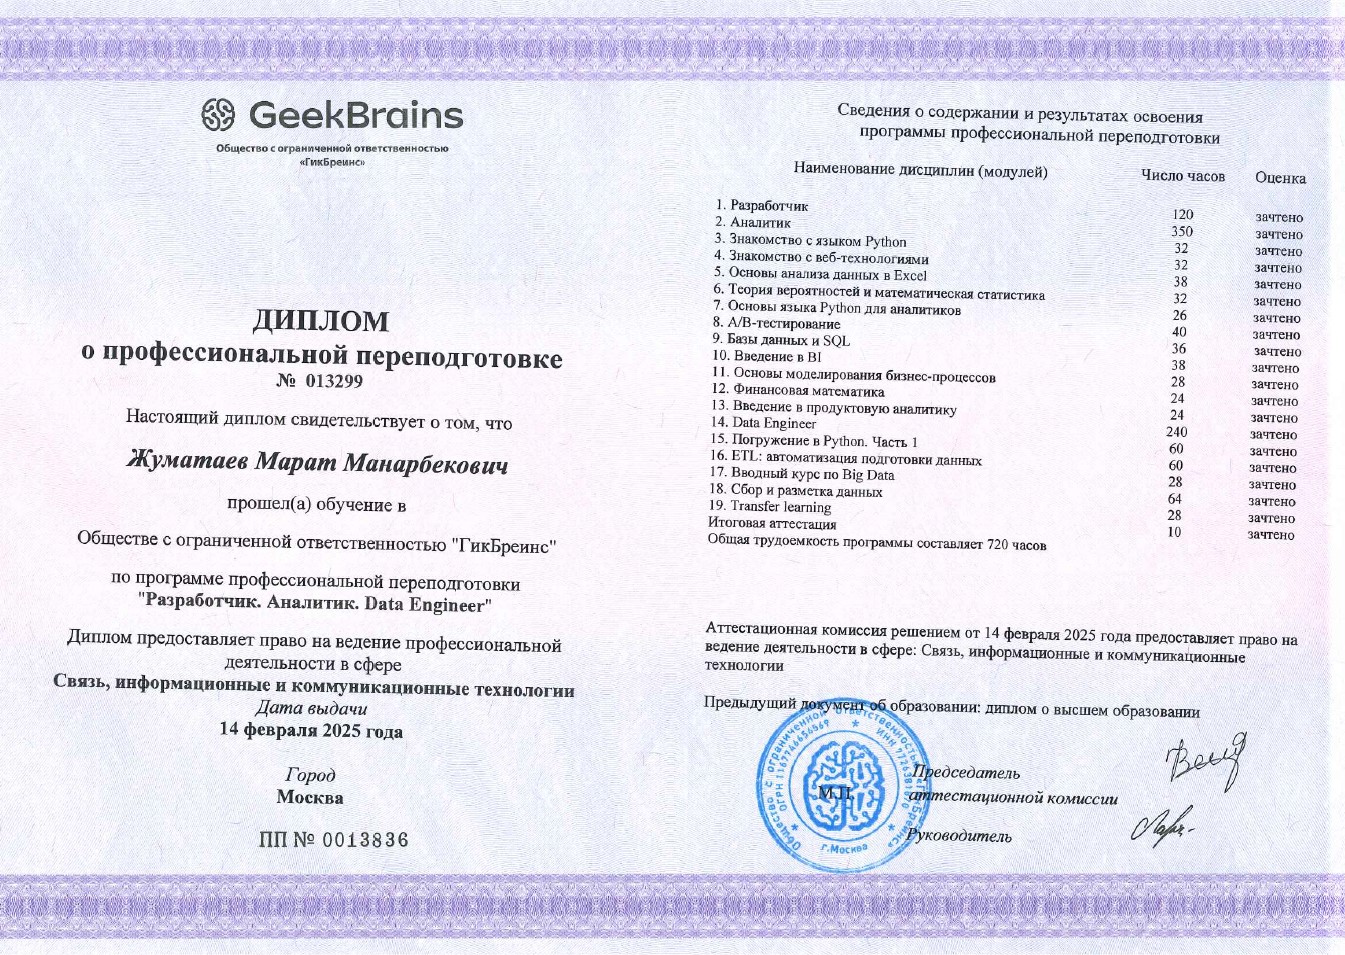 GeekBrains
Общество с ограниченной ответственностью
«ГикБреинс»
ДИПЛОМ
о профессиональной переподготовке
№ 013299
Настоящий диплом свидетельствует о том, что
Жуматаев Марат Манарбекович
прошел(а) обучение в
Обществе с ограниченной ответственностью "ГикБреинс"
по программе профессиональной переподготовки
"Разработчик. Аналитик. Data Engineer"
Диплом предоставляет право на ведение профессиональной
деятельности в сфере
Связь, информационные и коммуникационные технологии
Дата выдачи
14 февраля 2025 года
Город
Москва
ПП № 0013836
Сведения о содержании и результатах освоения
программы профессиональной переподготовки
Наименование дисциплин (модулей) Число часов Оценка
1. Разработчик 120 зачтено
2. Аналитик 350 зачтено
3. Знакомство с языком Python 32 зачтено
4. Знакомство с веб-технологиями 32 зачтено
5. Основы анализа данных в Excel 38 зачтено
6. Теория вероятностей и математическая статистика 32 зачтено
7. Основы языка Python для аналитиков 26 зачтено
8. A/B-тестирование 40 зачтено
9. Базы данных и SQL 36 зачтено
10. Введение в BI 38 зачтено
11. Основы моделирования бизнес-процессов 28 зачтено
12. Финансовая математика 24 зачтено
13. Введение в продуктовую аналитику 24 зачтено
14. Data Engineer 240 зачтено
15. Погружение в Python. Часть 1 60 зачтено
16. ETL: автоматизация подготовки данных 60 зачтено
17. Вводный курс по Big Data 28 зачтено
18. Сбор и разметка данных 64 зачтено
19. Transfer learning 28 зачтено
Итоговая аттестация 10 зачтено
Общая трудоемкость программы составляет 720 часов
Аттестационная комиссия решением от 14 февраля 2025 года предоставляет право на
ведение деятельности в сфере: Связь, информационные и коммуникационные
технологии
Предыдущий документ об образовании: диплом о высшем образовании
Общество с ограниченной ответственностью «ГикБреинс»
ОГРН 1167746656569 * ИНН 7726381870
г.Москва
М.П.
Председатель
аттестационной комиссии
Руководитель